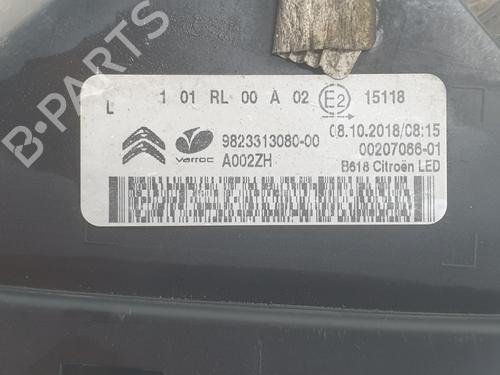 B-PARTS
L 1 01 RL 00 A 02 E2 15118
9823313080-00 08.10.2018/08:15
varroc A002ZH 00207066-01
B618 Citroën LED